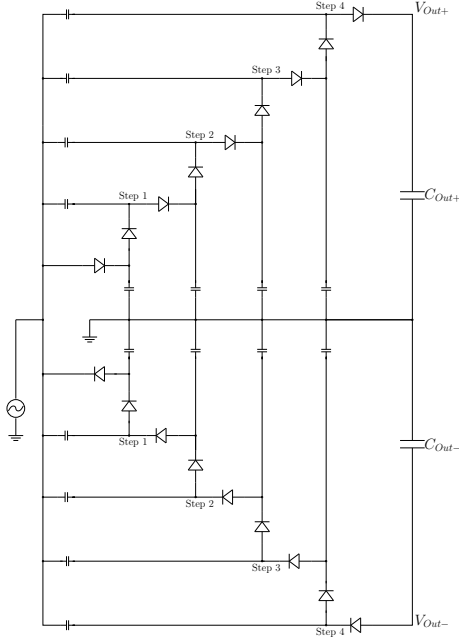 Step 4
V_{Out+}
Step 3
Step 2
Step 1
C_{Out+}
Step 1
C_{Out-}
Step 2
Step 3
Step 4
V_{Out-}